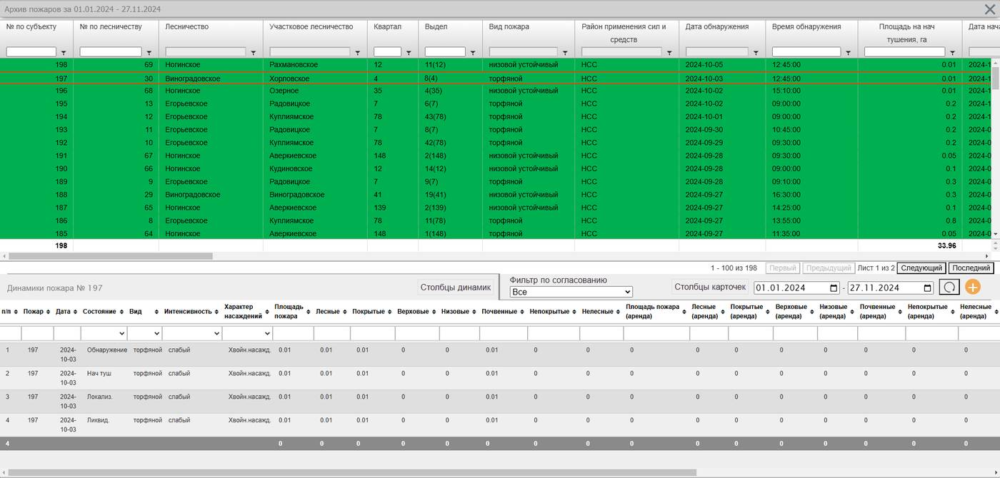 Архив пожаров за 01.01.2024 - 27.11.2024
№ по субъекту № по лесничеству Лесничество Участковое лесничество Квартал Выдел Вид пожара Район применения сил и средств Дата обнаружения Время обнаружения Площадь на нач тушения, га Дата нача
198 69 Ногинское Рахмановское 12 11(12) низовой устойчивый НСС 2024-10-05 12:45:00 0.01 2024-1
197 30 Виноградовское Хорловское 4 8(4) торфяной НСС 2024-10-03 12:45:00 0.01 2024-1
196 68 Ногинское Озерное 35 4(35) низовой устойчивый НСС 2024-10-02 15:10:00 0.01 2024-1
195 13 Егорьевское Радовицкое 7 6(7) торфяной НСС 2024-10-02 09:00:00 0.2 2024-1
194 12 Егорьевское Куплиямское 78 43(78) торфяной НСС 2024-10-01 09:00:00 0.2 2024-1
193 11 Егорьевское Радовицкое 7 8(7) торфяной НСС 2024-09-30 10:45:00 0.2 2024-0
192 10 Егорьевское Куплиямское 78 42(78) торфяной НСС 2024-09-29 09:30:00 0.2 2024-0
191 67 Ногинское Аверкиевское 148 2(148) низовой устойчивый НСС 2024-09-28 09:30:00 0.05 2024-0
190 66 Ногинское Кудиновское 12 14(12) низовой устойчивый НСС 2024-09-28 09:00:00 0.1 2024-0
189 9 Егорьевское Радовицкое 7 9(7) торфяной НСС 2024-09-28 09:10:00 0.3 2024-0
188 29 Виноградовское Виноградовское 41 19(41) низовой устойчивый НСС 2024-09-27 16:30:00 0.3 2024-0
187 65 Ногинское Аверкиевское 139 2(139) низовой устойчивый НСС 2024-09-27 14:25:00 0.1 2024-0
186 8 Егорьевское Куплиямское 78 11(78) торфяной НСС 2024-09-27 13:55:00 0.8 2024-0
185 64 Ногинское Аверкиевское 148 1(148) торфяной НСС 2024-09-27 11:35:00 0.05 2024-0
198 33.96
1 - 100 из 198 Первый Предыдущий Лист 1 из 2 Следующий Последний
Динамики пожара № 197 Столбцы динамик Фильтр по согласованию Все Столбцы карточек 01.01.2024 - 27.11.2024
п/п Пожар Дата Состояние Вид Интенсивность Характер насаждений Площадь пожара Лесные Покрытые Верховые Низовые Почвенные Непокрытые Нелесные Площадь пожара (аренда) Лесные (аренда) Покрытые (аренда) Верховые (аренда) Низовые (аренда) Почвенные (аренда) Непокрытые (аренда) Нелесные (аренда)
1 197 2024-10-03 Обнаружение торфяной слабый Хвойн.насажд. 0.01 0.01 0.01 0 0 0.01 0 0 0 0 0 0 0 0 0 0
2 197 2024-10-03 Нач туш торфяной слабый Хвойн.насажд. 0.01 0.01 0.01 0 0 0.01 0 0 0 0 0 0 0 0 0 0
3 197 2024-10-03 Локализ. торфяной слабый Хвойн.насажд. 0.01 0.01 0.01 0 0 0.01 0 0 0 0 0 0 0 0 0 0
4 197 2024-10-03 Ликвид. торфяной слабый Хвойн.насажд. 0.01 0.01 0.01 0 0 0.01 0 0 0 0 0 0 0 0 0 0
4 0 0 0 0 0 0 0 0 0 0 0 0 0 0 0 0